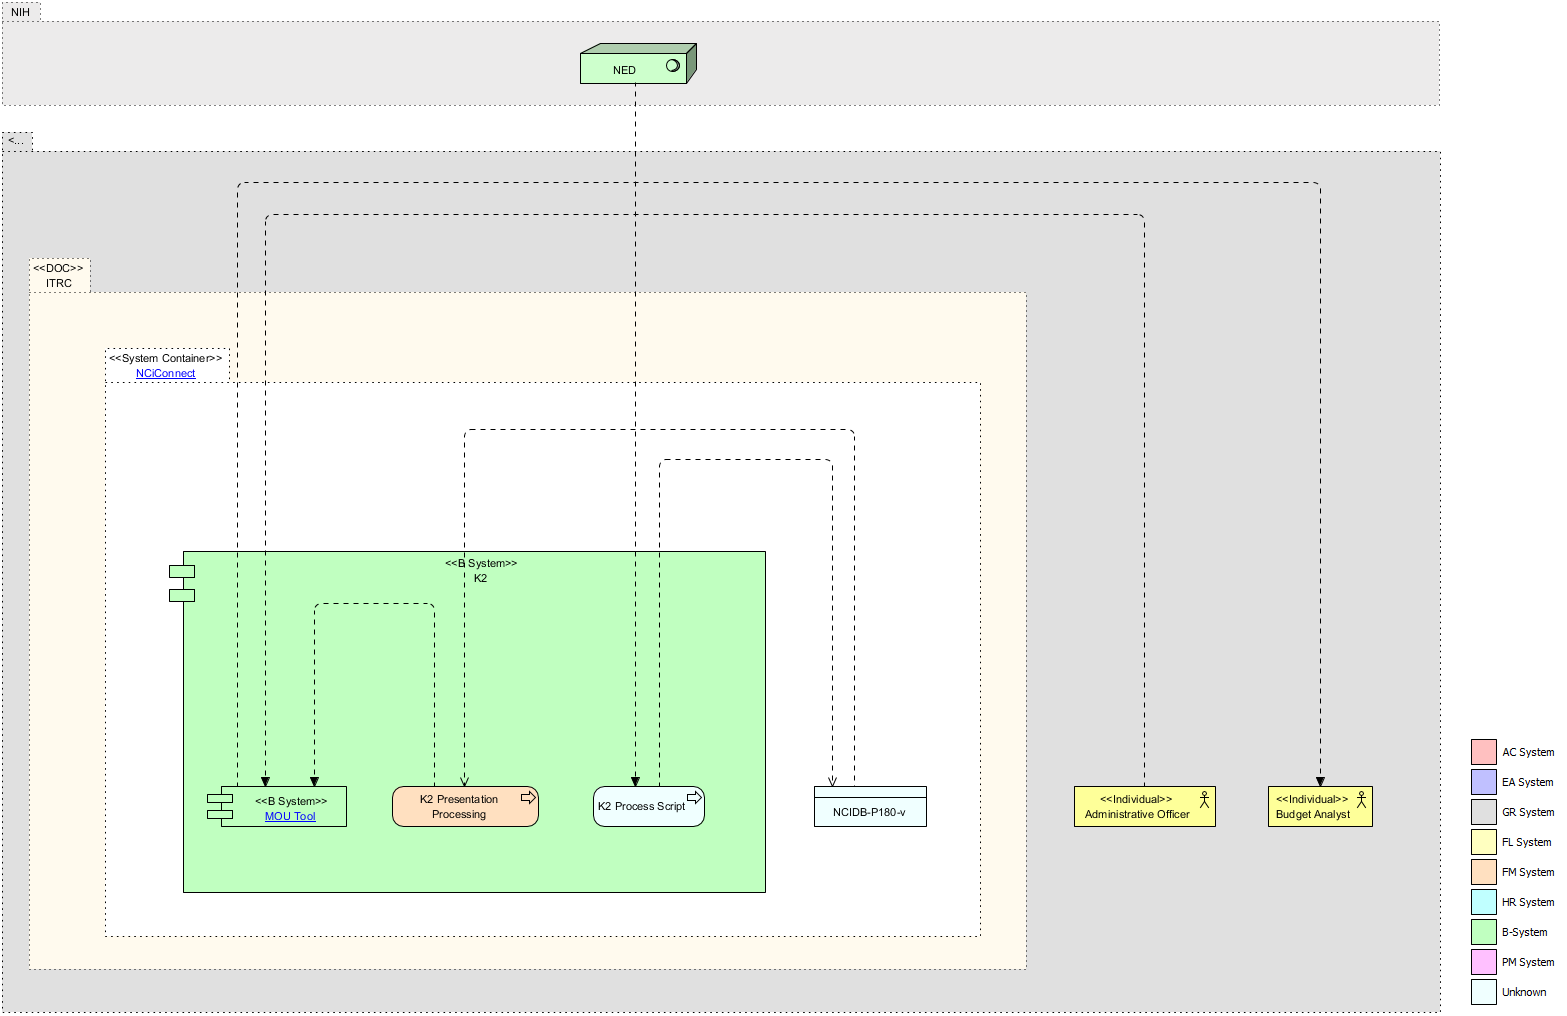 NIH
NED
<...
<<DOC>>
ITRC
<<System Container>>
NCiConnect
<<B System>>
K2
<<B System>>
MOU Tool
K2 Presentation
Processing
K2 Process Script
NCIDB-P180-v
<<Individual>>
Administrative Officer
<<Individual>>
Budget Analyst
AC System
EA System
GR System
FL System
FM System
HR System
B-System
PM System
Unknown